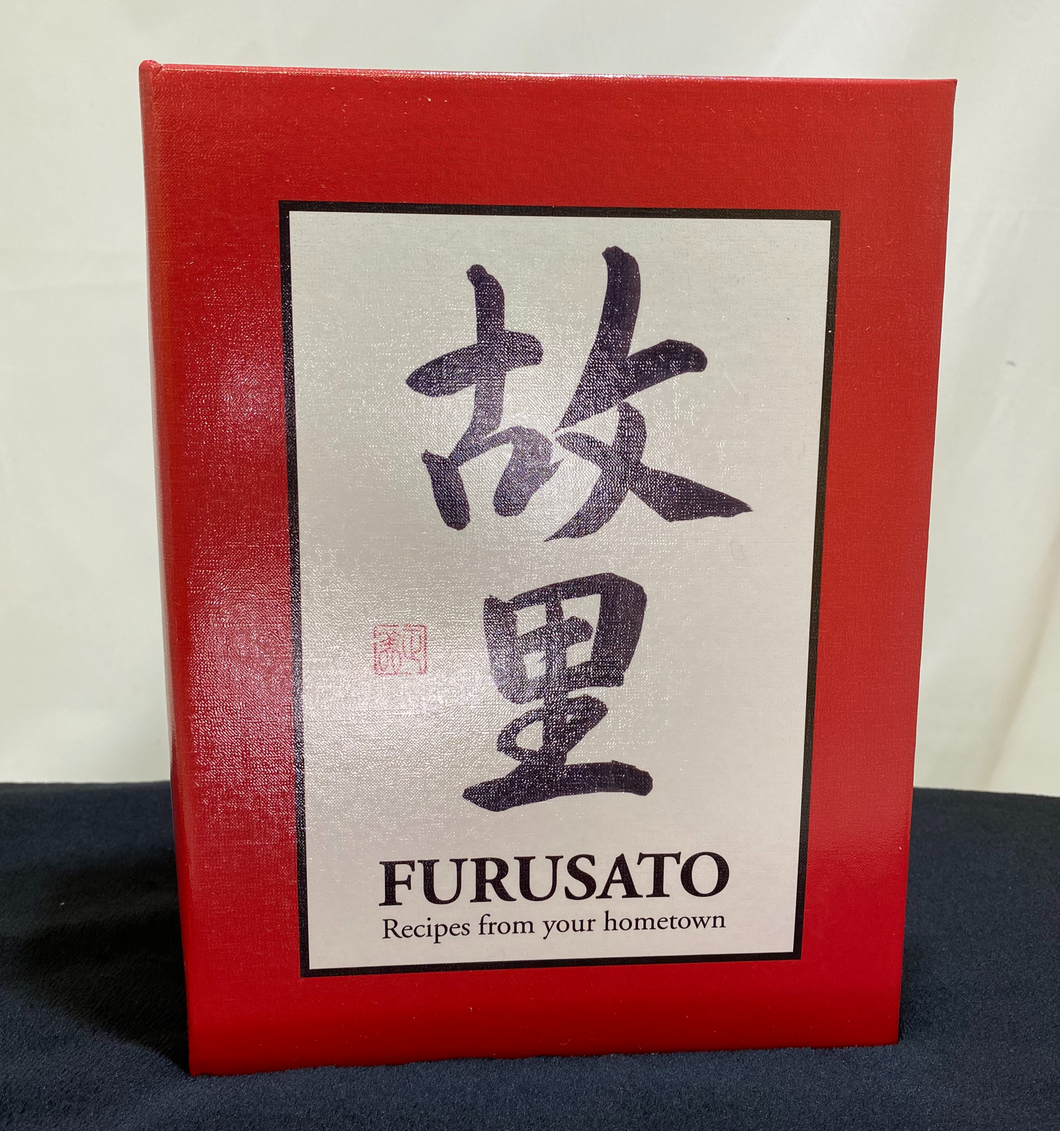 故
里
FURUSATO
Recipes from your hometown